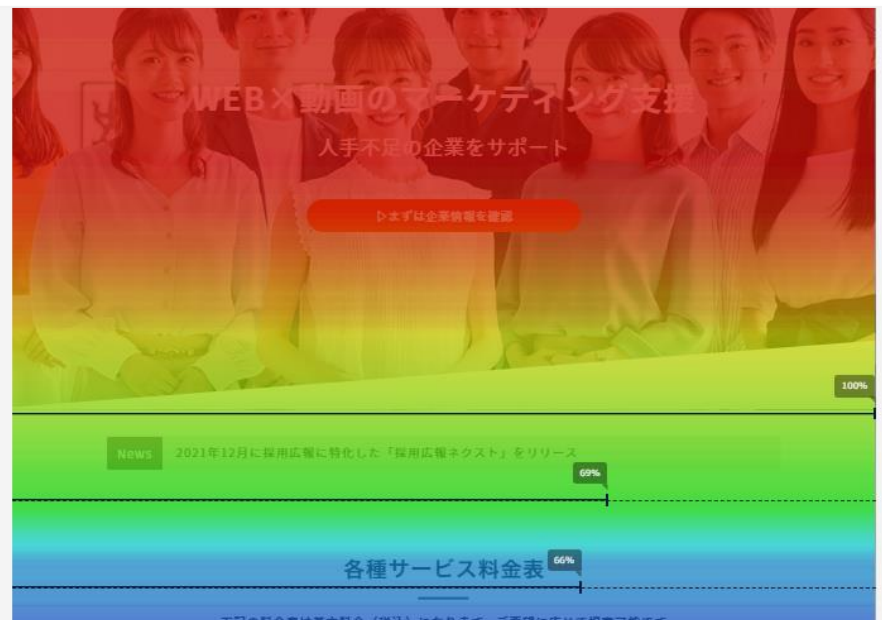 WEB×動画のマーケティング支援
人手不足の企業をサポート
▷まずは企業情報を確認
100%
News 2021年12月に採用広報に特化した「採用広報ネクスト」をリリース
69%
各種サービス料金表
66%